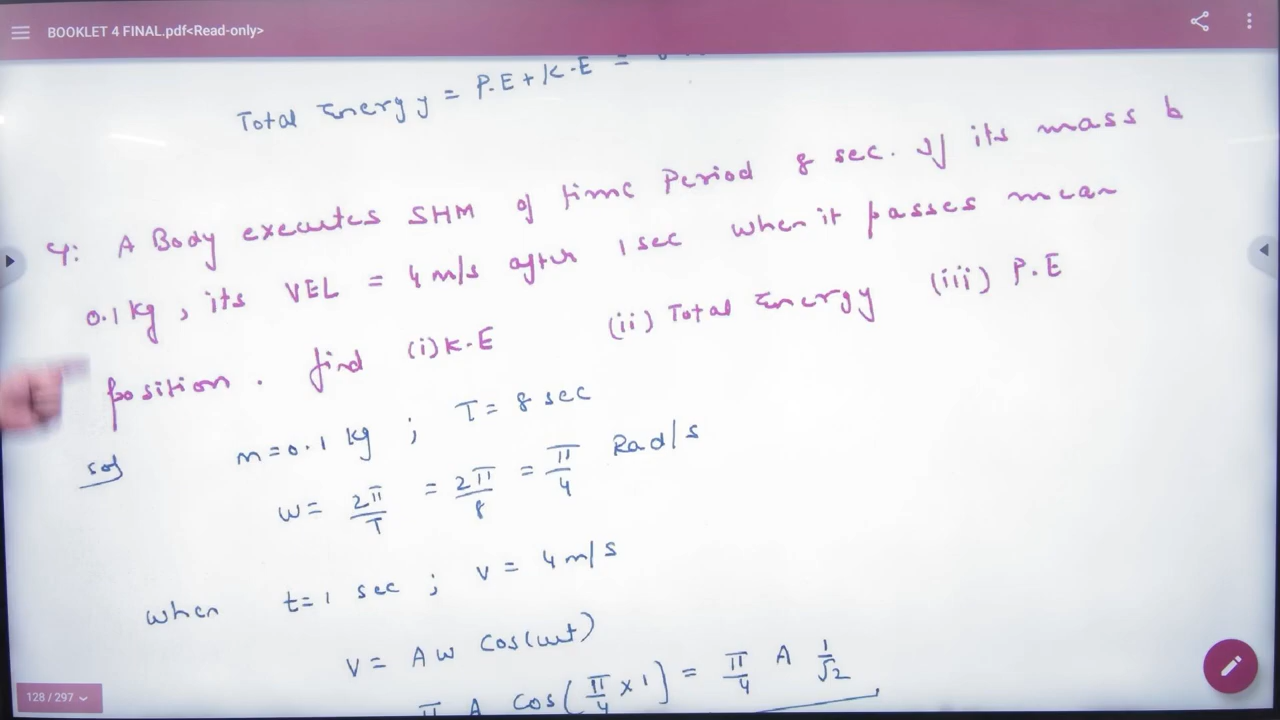 BOOKLET 4 FINAL.pdf<Read-only>
Total Energy = P.E + K.E =
Q: A Body executes SHM of time Period 8 sec. If its mass b
0.1 kg, its VEL = 4 m/s after 1 sec when it passes mean
position. find (i) K.E (ii) Total Energy (iii) P.E
Sol m = 0.1 kg ; T = 8 sec
w = 2π/T = 2π/8 = π/4 Rad/s
when t = 1 sec ; v = 4 m/s
V = A w Cos(wt)
π A Cos(π/4 × 1) = π/4 A 1/√2
128 / 297